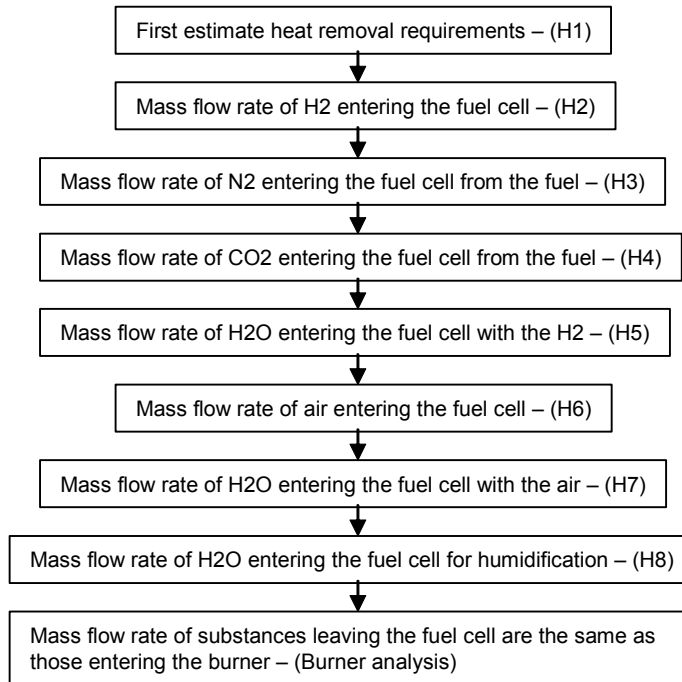 First estimate heat removal requirements – (H1)
Mass flow rate of H2 entering the fuel cell – (H2)
Mass flow rate of N2 entering the fuel cell from the fuel – (H3)
Mass flow rate of CO2 entering the fuel cell from the fuel – (H4)
Mass flow rate of H2O entering the fuel cell with the H2 – (H5)
Mass flow rate of air entering the fuel cell – (H6)
Mass flow rate of H2O entering the fuel cell with the air – (H7)
Mass flow rate of H2O entering the fuel cell for humidification – (H8)
Mass flow rate of substances leaving the fuel cell are the same as
those entering the burner – (Burner analysis)